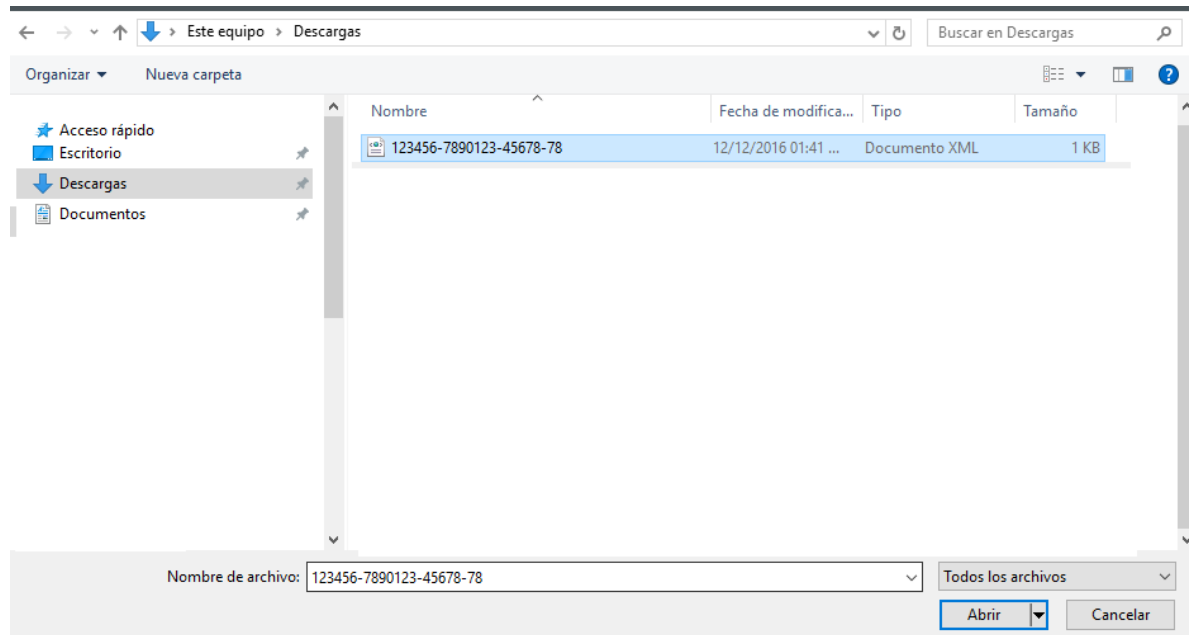 Este equipo > Descargas
Buscar en Descargas
Organizar
Nueva carpeta
?
Acceso rápido
Escritorio
Descargas
Documentos
Nombre
Fecha de modifica...
Tipo
Tamaño
123456-7890123-45678-78
12/12/2016 01:41 ...
Documento XML
1 KB
Nombre de archivo:
123456-7890123-45678-78
Todos los archivos
Abrir
Cancelar